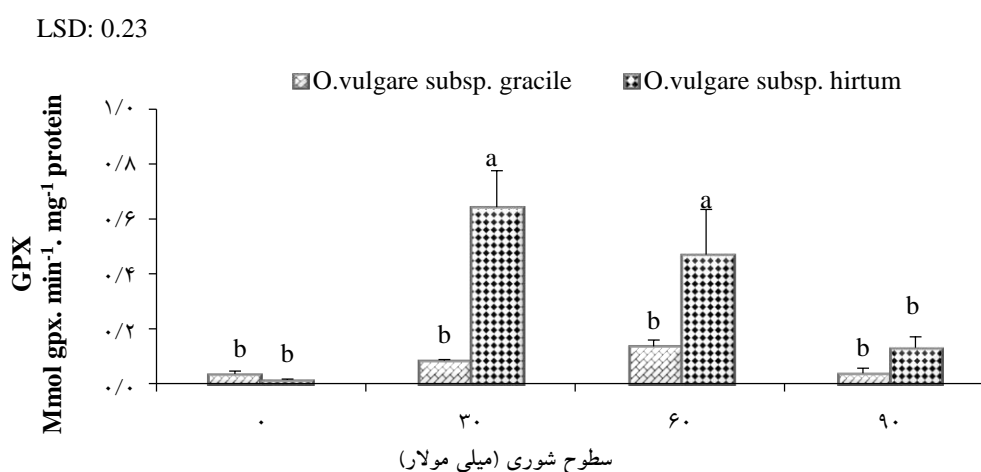 LSD: 0.23
O.vulgare subsp. gracile O.vulgare subsp. hirtum
GPX
Mmol gpx. min⁻¹. mg⁻¹ protein
۱/۰
۰/۸
۰/۶
۰/۴
۰/۲
۰/۰
b b b a b a b b
۰ ۳۰ ۶۰ ۹۰
سطوح شوری (میلی مولار)